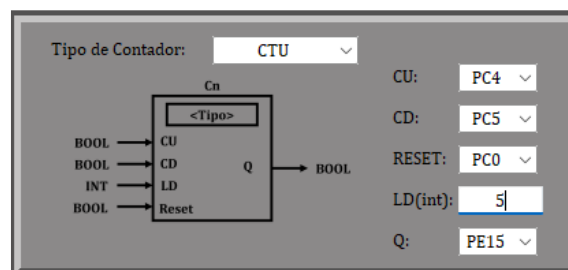 Tipo de Contador: CTU
Cn
<Tipo>
BOOL CU
BOOL CD Q BOOL
INT LD
BOOL Reset
CU: PC4
CD: PC5
RESET: PC0
LD(int): 5
Q: PE15